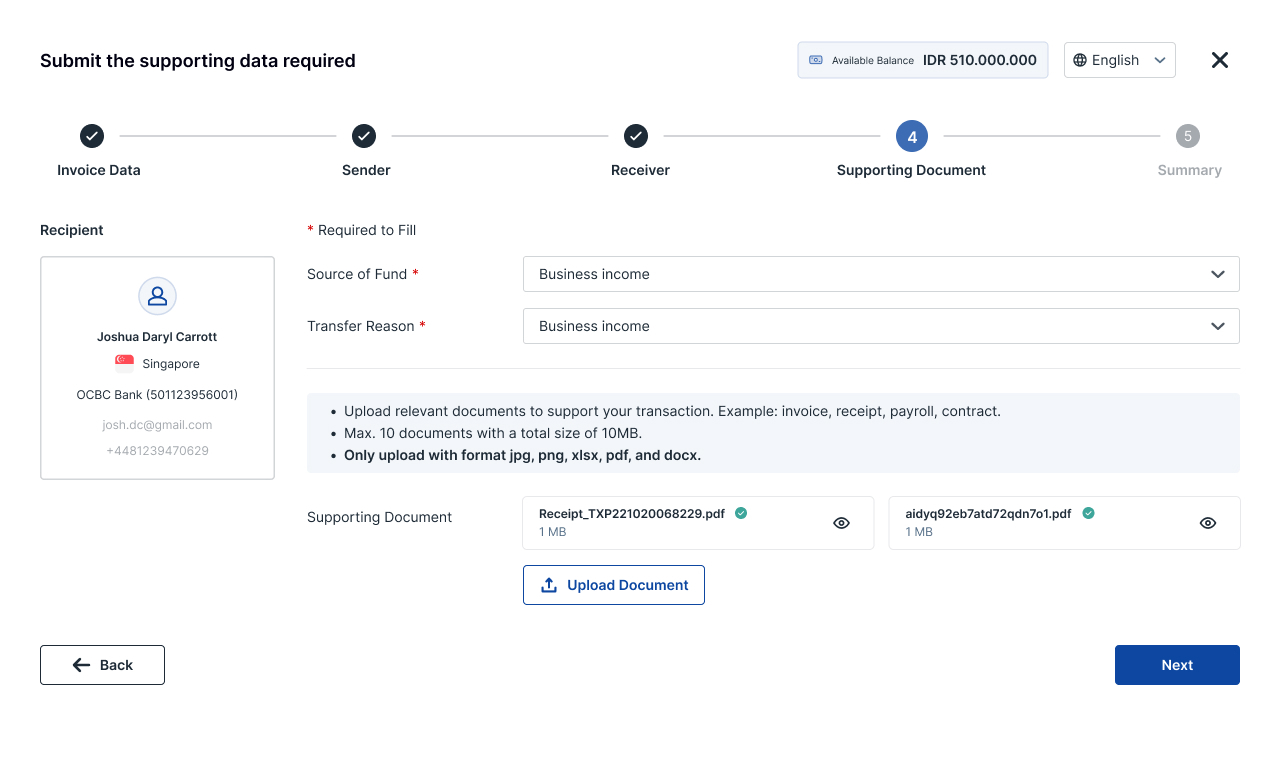 Submit the supporting data required
Available Balance IDR 510.000.000
English
4
5
Invoice Data
Sender
Receiver
Supporting Document
Summary
Recipient
Joshua Daryl Carrott
Singapore
OCBC Bank (501123956001)
josh.dc@gmail.com
+4481239470629
* Required to Fill
Source of Fund *
Business income
Transfer Reason *
Business income
• Upload relevant documents to support your transaction. Example: invoice, receipt, payroll, contract.
• Max. 10 documents with a total size of 10MB.
• Only upload with format jpg, png, xlsx, pdf, and docx.
Supporting Document
Receipt_TXP221020068229.pdf
1 MB
aidyq92eb7atd72qdn7o1.pdf
1 MB
Upload Document
Back
Next